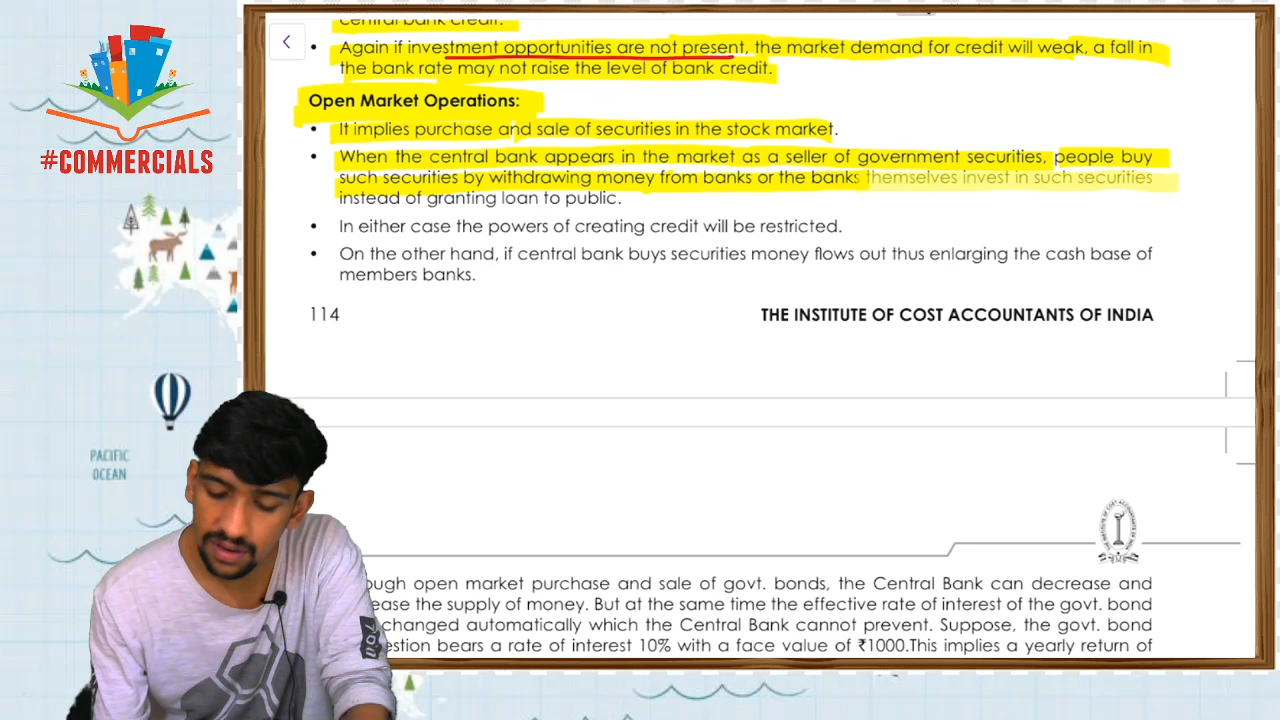 central bank credit.
• Again if investment opportunities are not present, the market demand for credit will weak, a fall in
the bank rate may not raise the level of bank credit.
Open Market Operations:
• It implies purchase and sale of securities in the stock market.
• When the central bank appears in the market as a seller of government securities, people buy
such securities by withdrawing money from banks or the banks themselves invest in such securities
instead of granting loan to public.
• In either case the powers of creating credit will be restricted.
• On the other hand, if central bank buys securities money flows out thus enlarging the cash base of
members banks.
114 THE INSTITUTE OF COST ACCOUNTANTS OF INDIA
#COMMERCIALS
PACIFIC
OCEAN
ough open market purchase and sale of govt. bonds, the Central Bank can decrease and
ease the supply of money. But at the same time the effective rate of interest of the govt. bond
changed automatically which the Central Bank cannot prevent. Suppose, the govt. bond
estion bears a rate of interest 10% with a face value of ₹1000.This implies a yearly return of